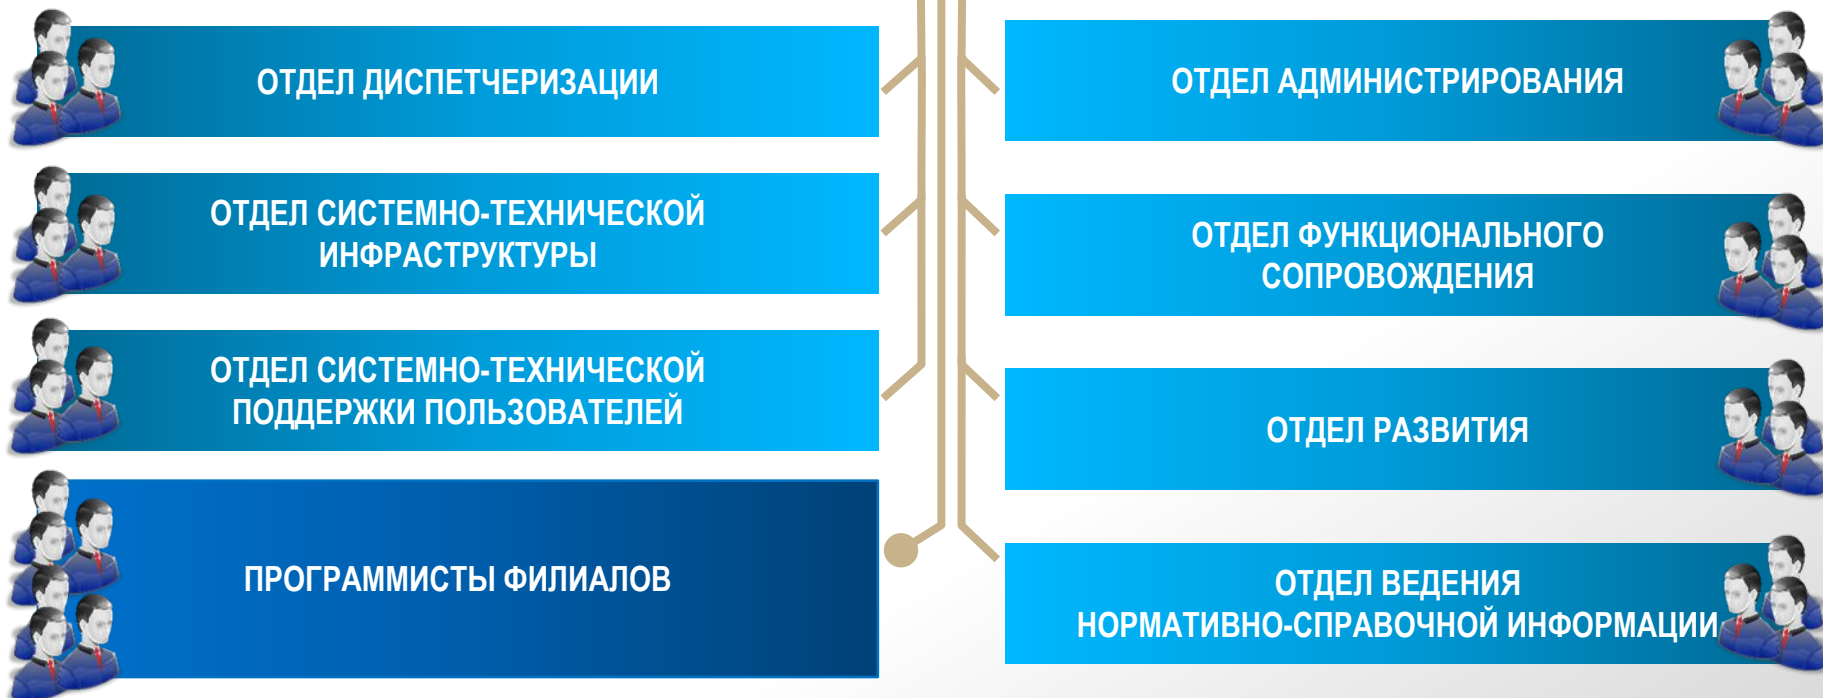 ОТДЕЛ ДИСПЕТЧЕРИЗАЦИИ
ОТДЕЛ СИСТЕМНО-ТЕХНИЧЕСКОЙ
ИНФРАСТРУКТУРЫ
ОТДЕЛ СИСТЕМНО-ТЕХНИЧЕСКОЙ
ПОДДЕРЖКИ ПОЛЬЗОВАТЕЛЕЙ
ПРОГРАММИСТЫ ФИЛИАЛОВ
ОТДЕЛ АДМИНИСТРИРОВАНИЯ
ОТДЕЛ ФУНКЦИОНАЛЬНОГО
СОПРОВОЖДЕНИЯ
ОТДЕЛ РАЗВИТИЯ
ОТДЕЛ ВЕДЕНИЯ
НОРМАТИВНО-СПРАВОЧНОЙ ИНФОРМАЦИИ